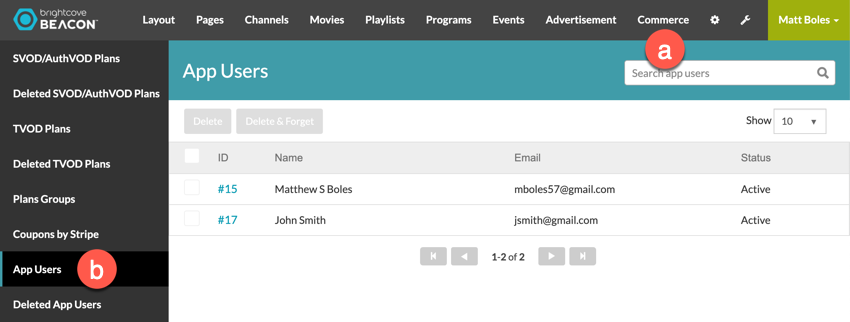 brightcove
BEACON™
Layout Pages Channels Movies Playlists Programs Events Advertisement Commerce Matt Boles
a
SVOD/AuthVOD Plans
Deleted SVOD/AuthVOD Plans
TVOD Plans
Deleted TVOD Plans
Plans Groups
Coupons by Stripe
App Users
b
Deleted App Users
App Users
Search app users
Delete Delete & Forget Show 10
ID Name Email Status
#15 Matthew S Boles mboles57@gmail.com Active
#17 John Smith jsmith@gmail.com Active
1-2 of 2